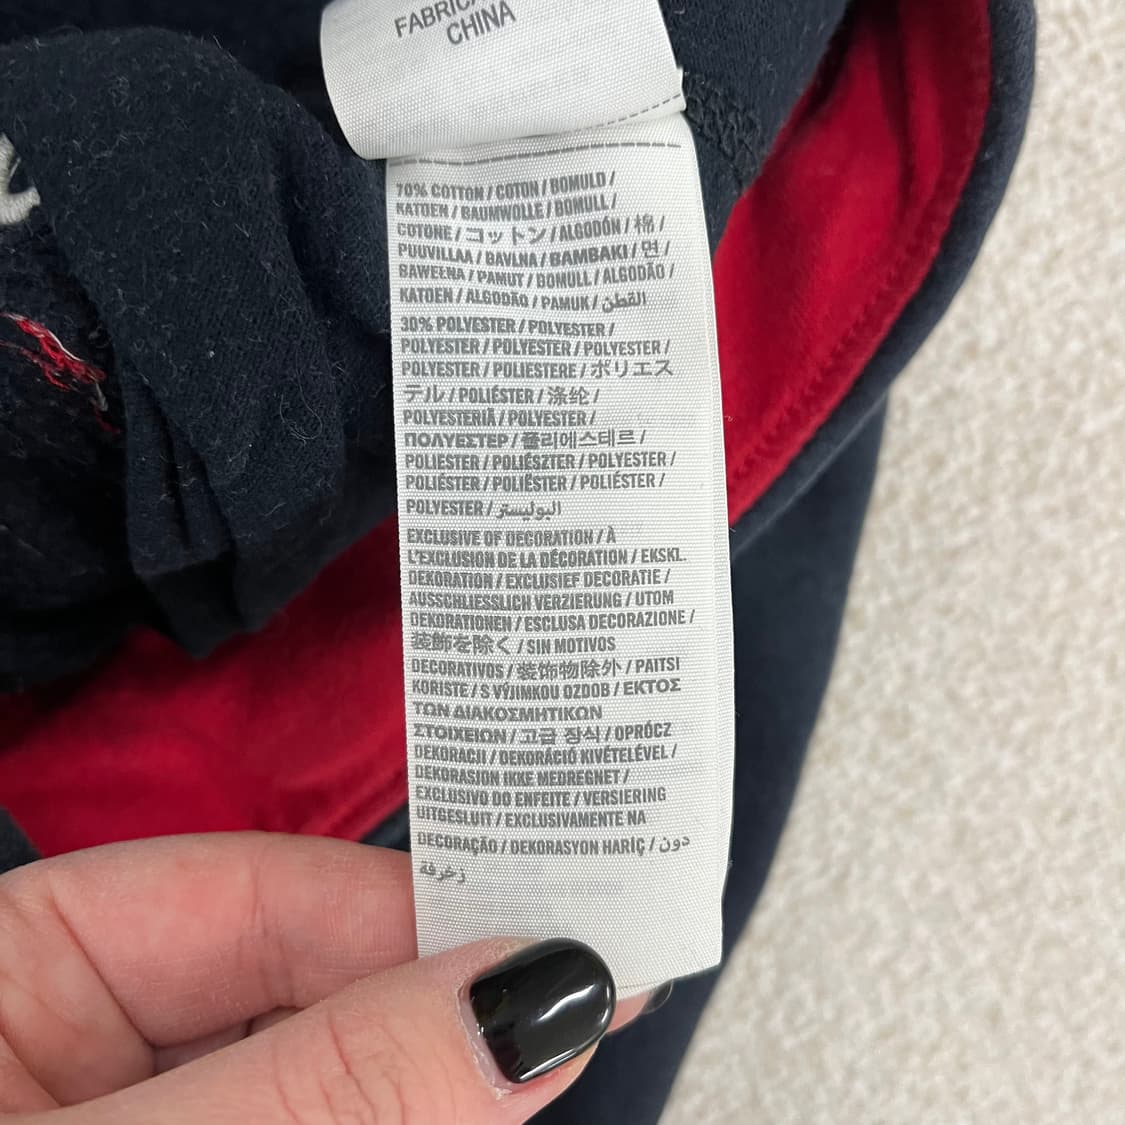 CHINA
70% COTTON / COTON / BOMULD /
KATOEN / BAUMWOLLE / BOMULL /
COTONE / コットン / ALGODÓN / 棉 /
PUUVILLAA / BAVLNA / BAMBAKI / 면 /
BAWEŁNA / PAMUT / BOMULL / ALGODÃO /
KATOEN / ALGODÃO / PAMUK / القطن
30% POLYESTER / POLYESTER /
POLYESTER / POLYESTER / POLYESTER /
POLYESTER / POLIESTERE / ポリエス
テル / POLIÉSTER / 涤纶 /
POLYESTERIÄ / POLYESTER /
ΠΟΛΥΕΣΤΕΡ / 폴리에스테르 /
POLIESTER / POLIÉSZTER / POLYESTER /
POLIÉSTER / POLIËSTER / POLIÉSTER /
POLYESTER / البوليستر
EXCLUSIVE OF DECORATION / À
L'EXCLUSION DE LA DÉCORATION / EKSKL.
DEKORATION / EXCLUSIEF DECORATIE /
AUSSCHLIESSLICH VERZIERUNG / UTOM
DEKORATIONEN / ESCLUSA DECORAZIONE /
装飾を除く / SIN MOTIVOS
DECORATIVOS / 装饰物除外 / PAITSI
KORISTE / S VÝJIMKOU OZDOB / ΕΚΤΟΣ
ΤΩΝ ΔΙΑΚΟΣΜΗΤΙΚΩΝ
ΣΤΟΙΧΕΙΩΝ / 고급 장식 / OPRÓCZ
DEKORACJI / DEKORÁCIÓ KIVÉTELÉVEL /
DEKORASJON IKKE MEDREGNET /
EXCLUSIVO DO ENFEITE / VERSIERING
UITGESLUIT / EXCLUSIVAMENTE NA
DECORAÇÃO / DEKORASYON HARİÇ / دون
زخرفة